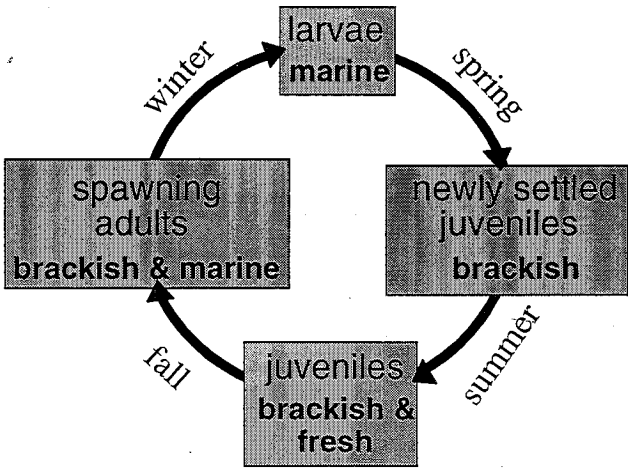 larvae
marine
spring
newly settled
juveniles
brackish
summer
juveniles
brackish &
fresh
fall
spawning
adults
brackish & marine
winter